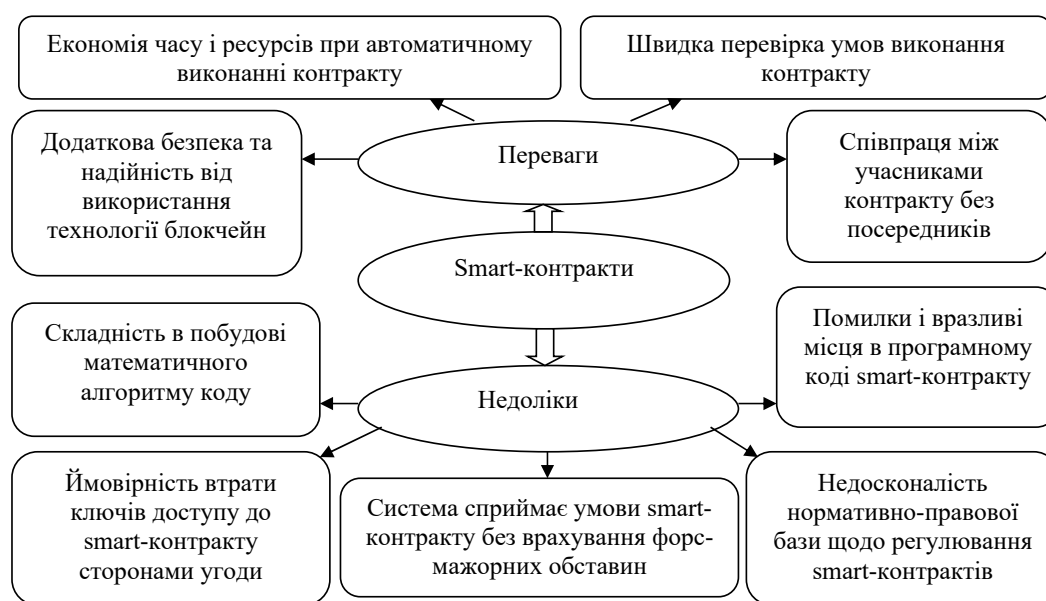 Економія часу і ресурсів при автоматичному
виконанні контракту
Швидка перевірка умов виконання
контракту
Додаткова безпека та
надійність від
використання
технології блокчейн
Переваги
Співпраця між
учасниками
контракту без
посередників
Smart-контракти
Складність в побудові
математичного
алгоритму коду
Помилки і вразливі
місця в програмному
коді smart-контракту
Недоліки
Ймовірність втрати
ключів доступу до
smart-контракту
сторонами угоди
Система сприймає умови smart-
контракту без врахування форс-
мажорних обставин
Недосконалість
нормативно-правової
бази щодо регулювання
smart-контрактів